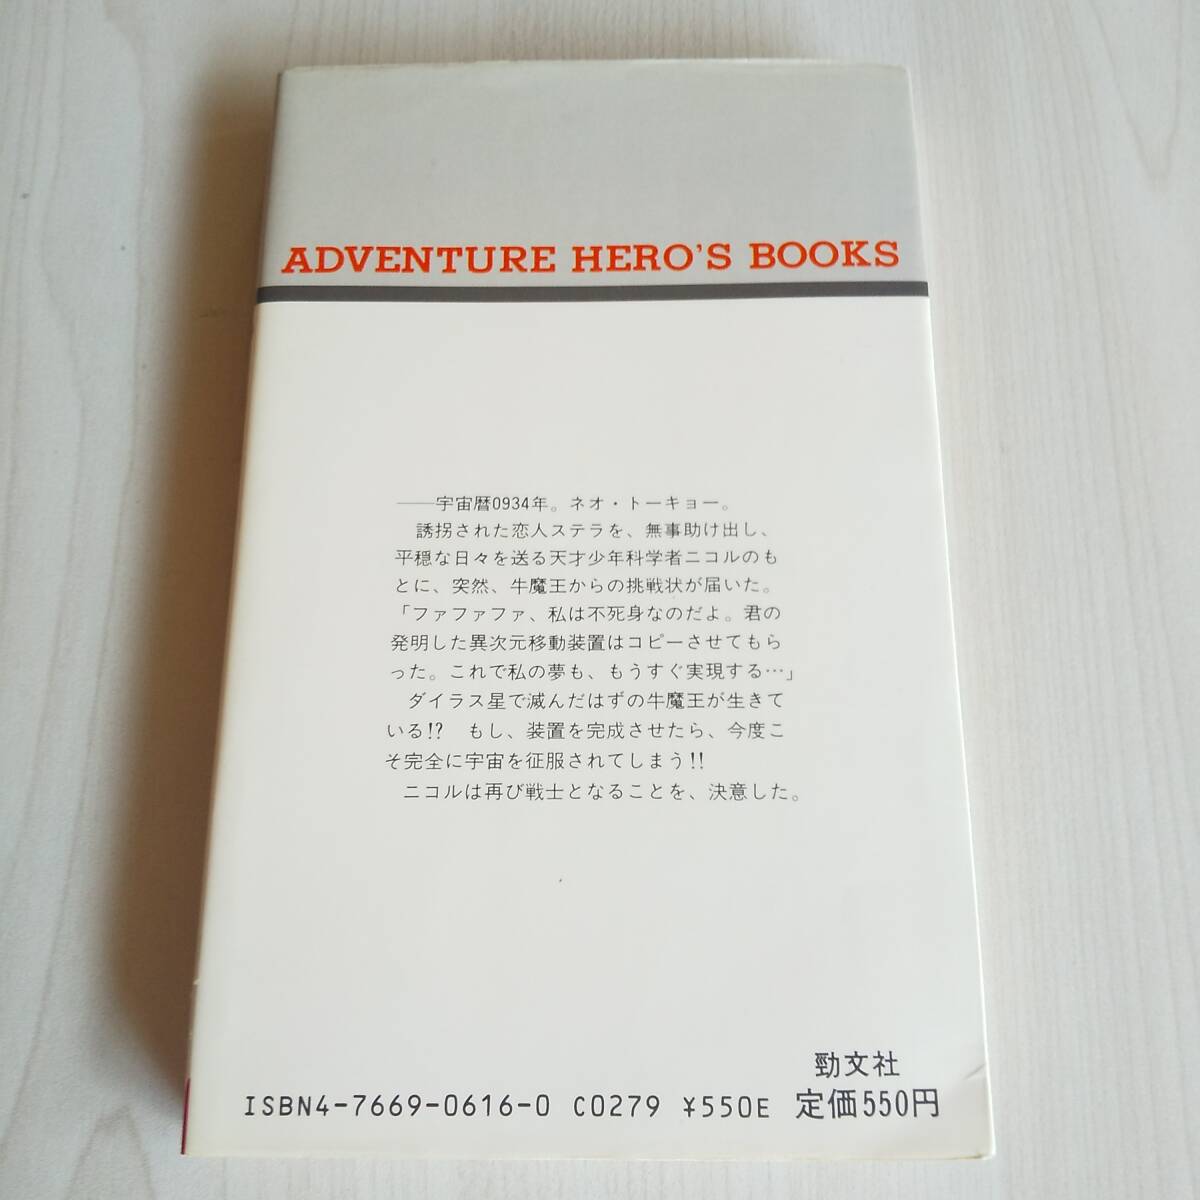 ADVENTURE HERO'S BOOKS
――宇宙暦0934年。ネオ・トーキョー。
誘拐された恋人ステラを、無事助け出し、
平穏な日々を送る天才少年科学者ニコルのも
とに、突然、牛魔王からの挑戦状が届いた。
「ファファファ、私は不死身なのだよ。君の
発明した異次元移動装置はコピーさせてもら
った。これで私の夢も、もうすぐ実現する…」
ダイラス星で滅んだはずの牛魔王が生きて
いる!? もし、装置を完成させたら、今度こ
そ完全に宇宙を征服されてしまう!!
ニコルは再び戦士となることを、決意した。
勁文社
ISBN4-7669-0616-0 C0279 ¥550E 定価550円